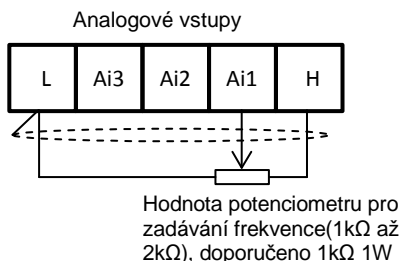 Analogové vstupy
L Ai3 Ai2 Ai1 H
Hodnota potenciometru pro
zadávání frekvence(1kΩ až
2kΩ), doporučeno 1kΩ 1W